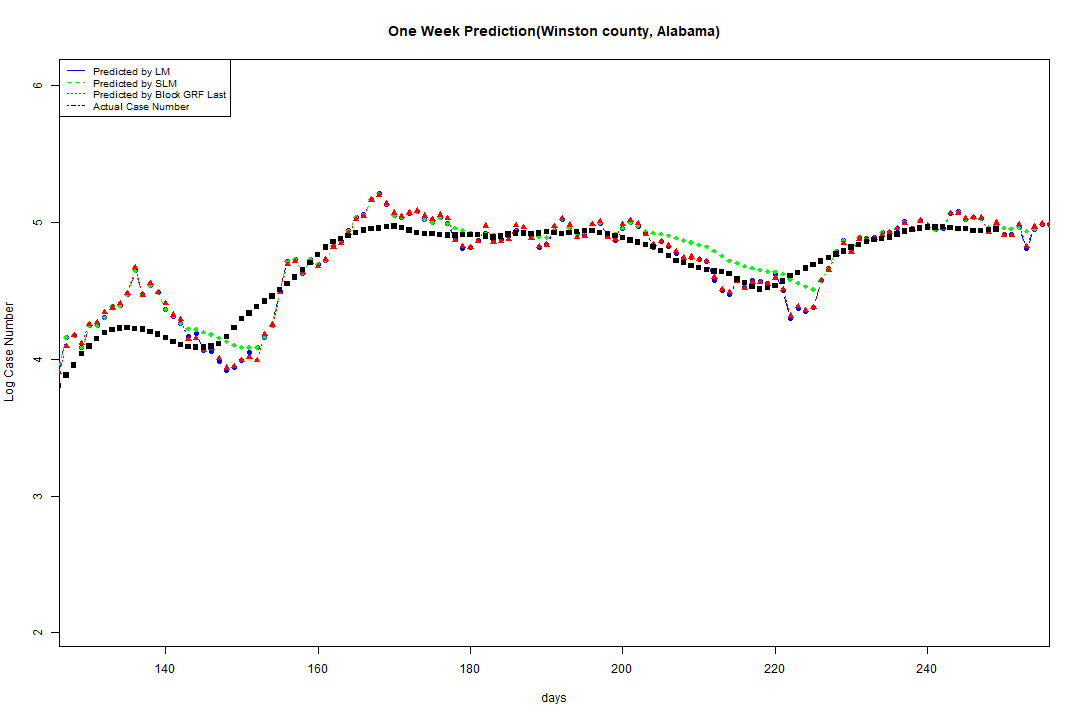 One Week Prediction(Winston county, Alabama)
Predicted by LM
Predicted by SLM
Predicted by Block GRF Last
Actual Case Number
6
5
4
3
2
Log Case Number
140 160 180 200 220 240
days